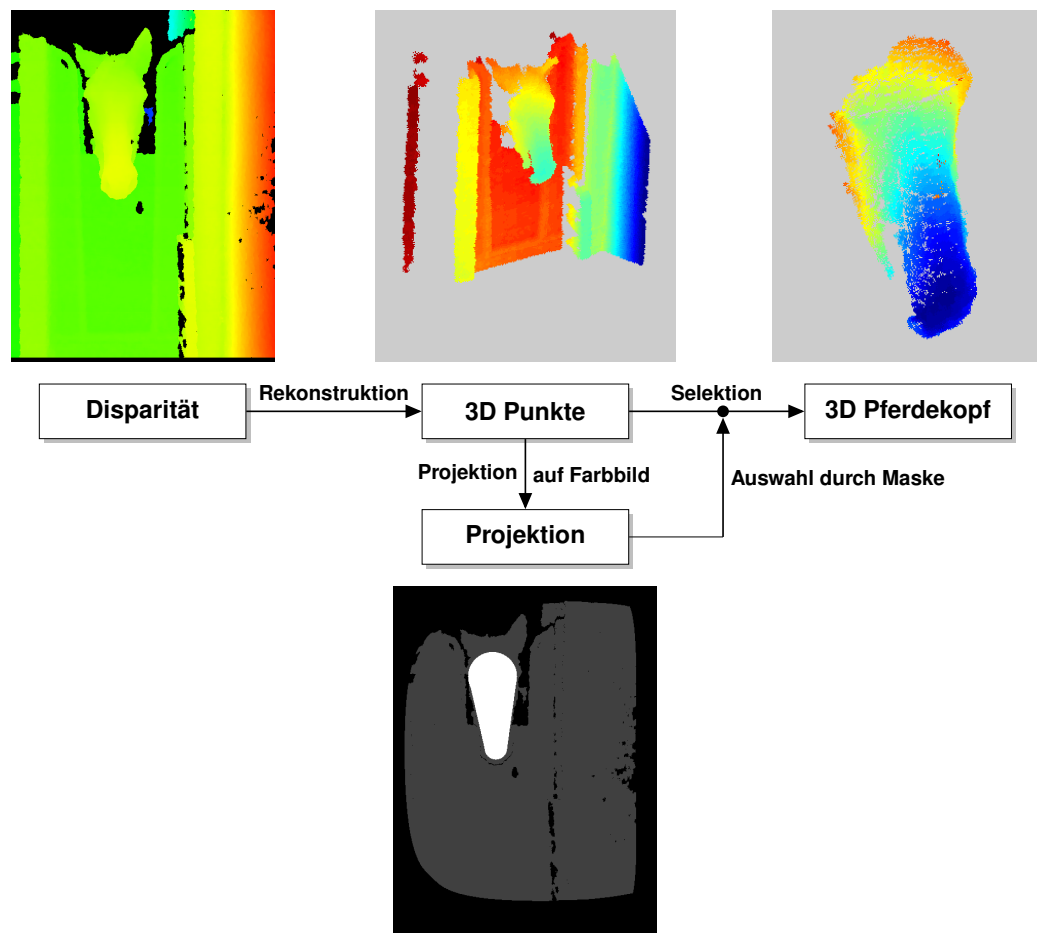 Disparität
Rekonstruktion
3D Punkte
Selektion
3D Pferdekopf
Projektion auf Farbbild
Auswahl durch Maske
Projektion